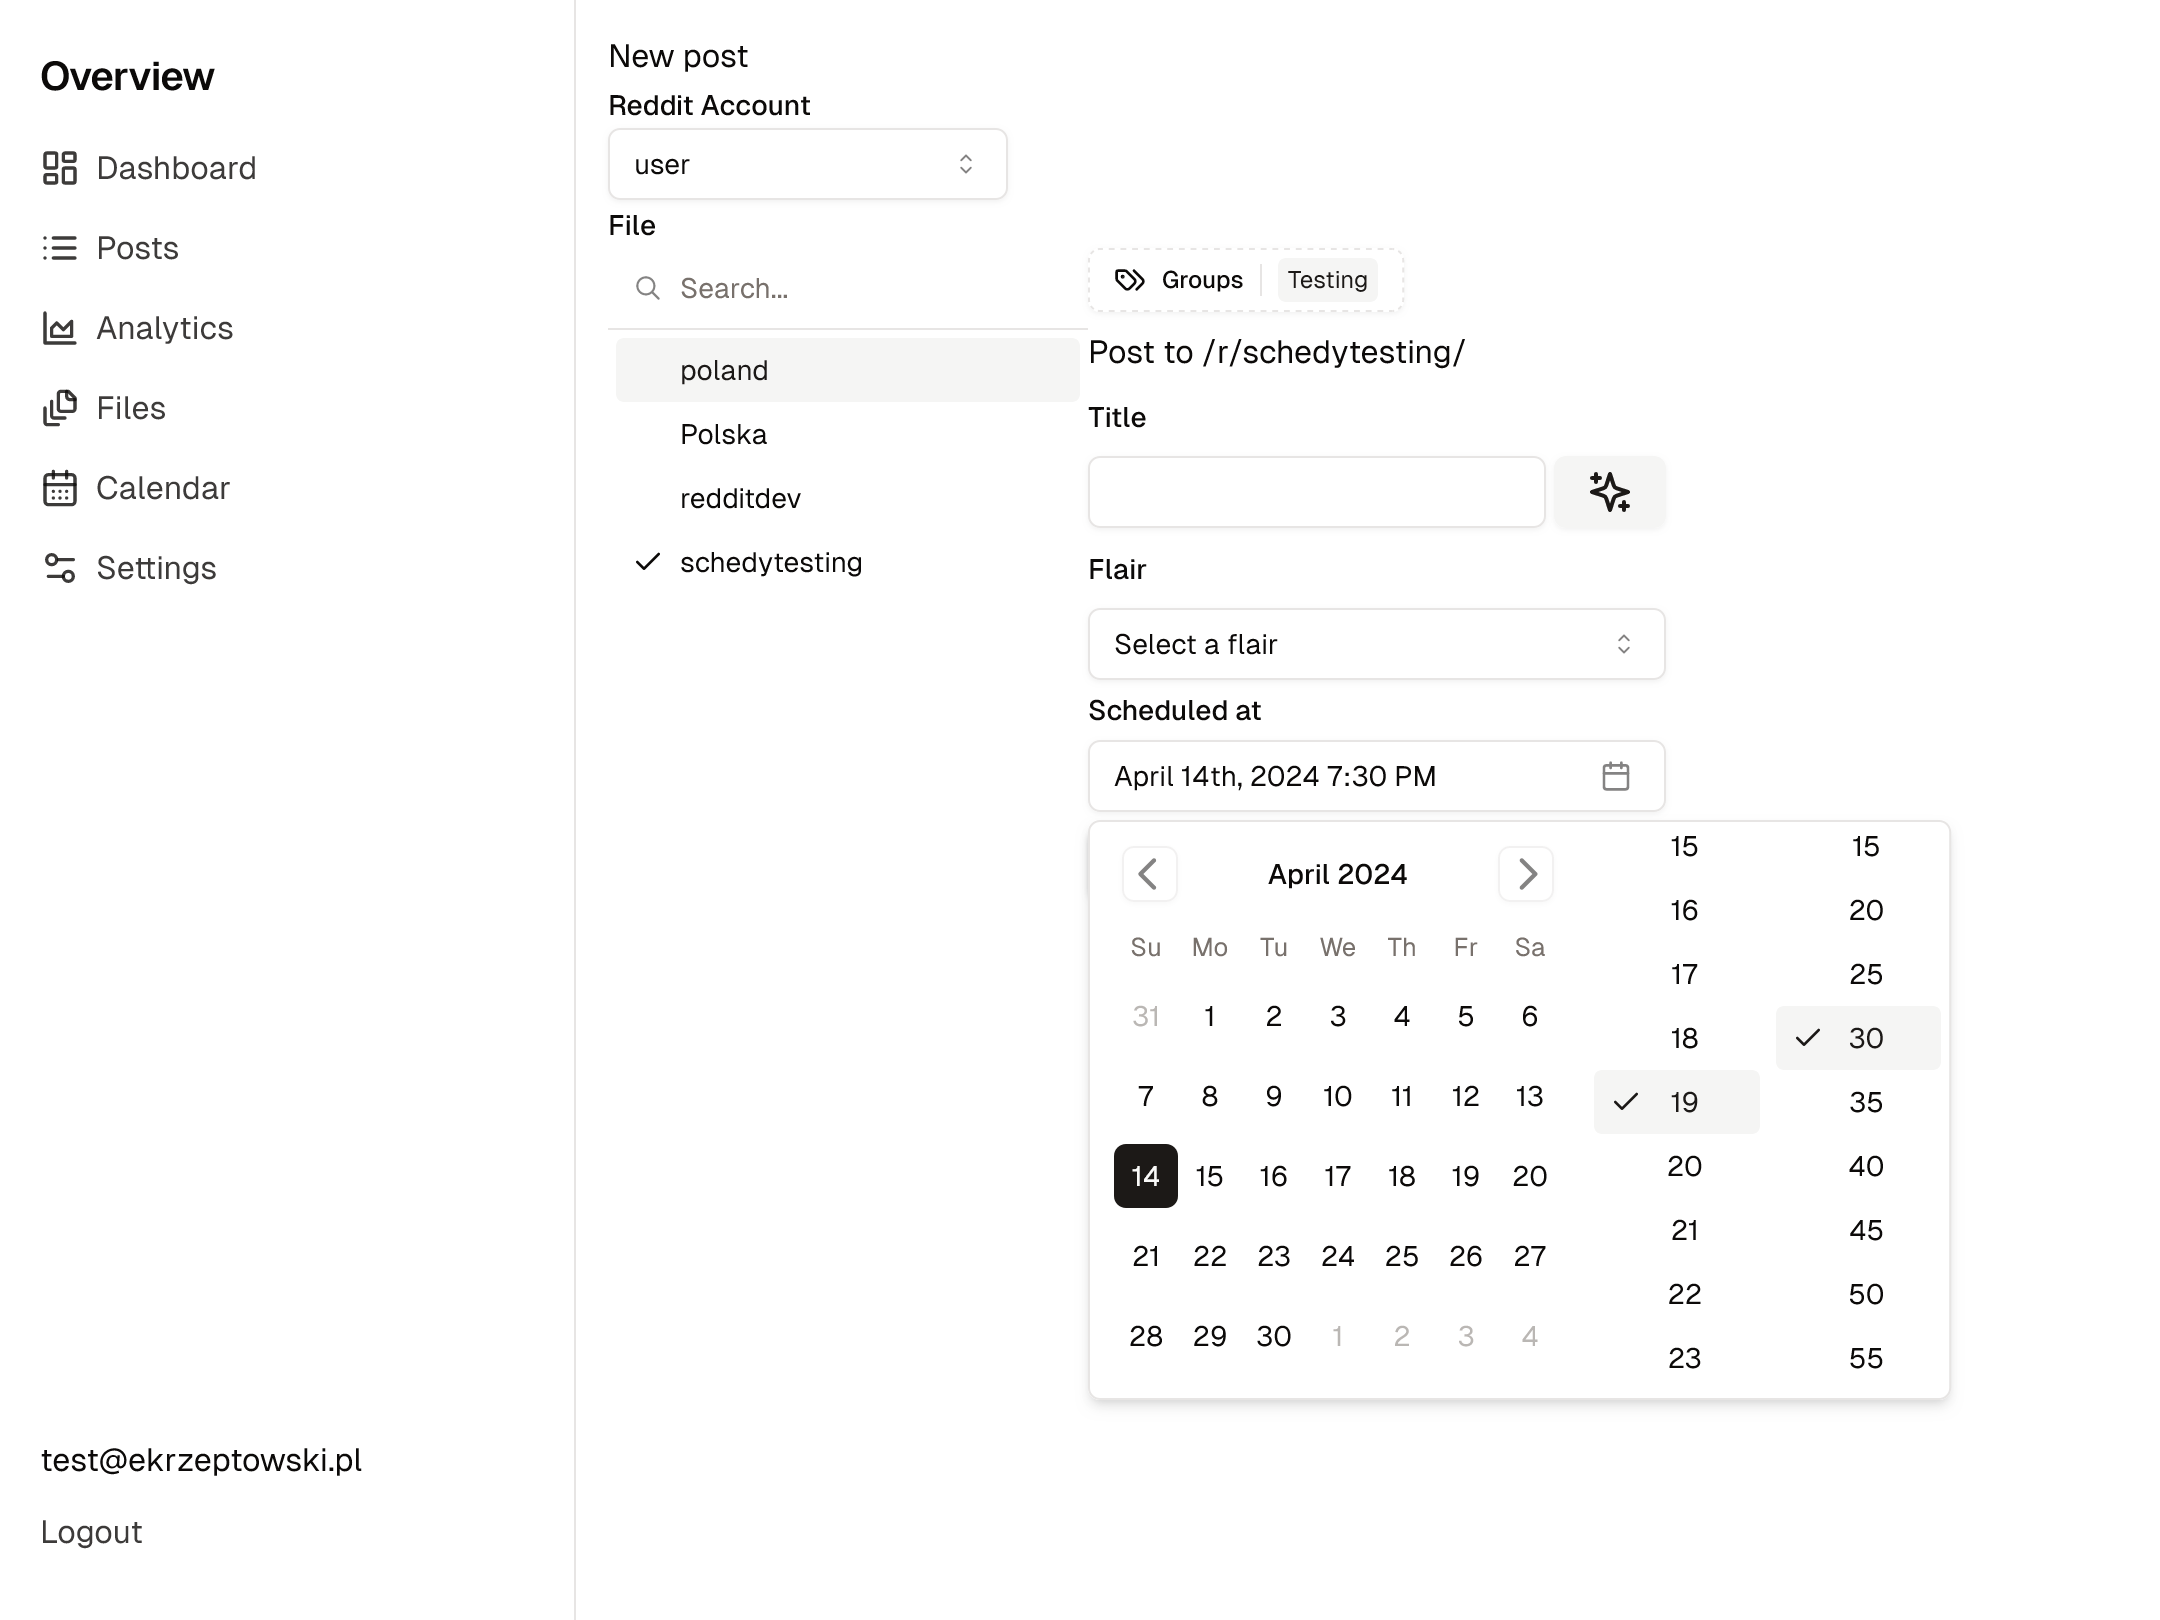 Overview
Dashboard
Posts
Analytics
Files
Calendar
Settings
test@ekrzeptowski.pl
Logout
New post
Reddit Account
user
File
Search...
poland
Polska
redditdev
schedytesting
Groups Testing
Post to /r/schedytesting/
Title
Flair
Select a flair
Scheduled at
April 14th, 2024 7:30 PM
April 2024
Su Mo Tu We Th Fr Sa
31 1 2 3 4 5 6
7 8 9 10 11 12 13
14 15 16 17 18 19 20
21 22 23 24 25 26 27
28 29 30 1 2 3 4
15
16
17
18
19
20
21
22
23
15
20
25
30
35
40
45
50
55